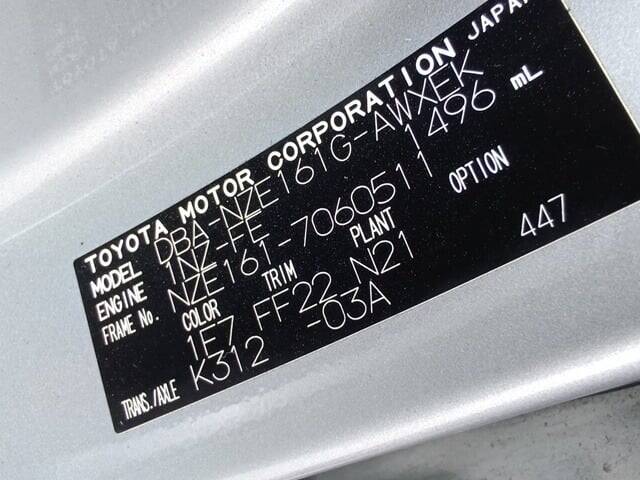 TOYOTA MOTOR CORPORATION JAPAN
MODEL DBA-NZE161G-AWXEK
ENGINE 1NZ-FE 1496 mL
FRAME No. NZE161-7060511
COLOR TRIM PLANT OPTION
1F7 FF22 N21 447
TRANS./AXLE K312 -03A